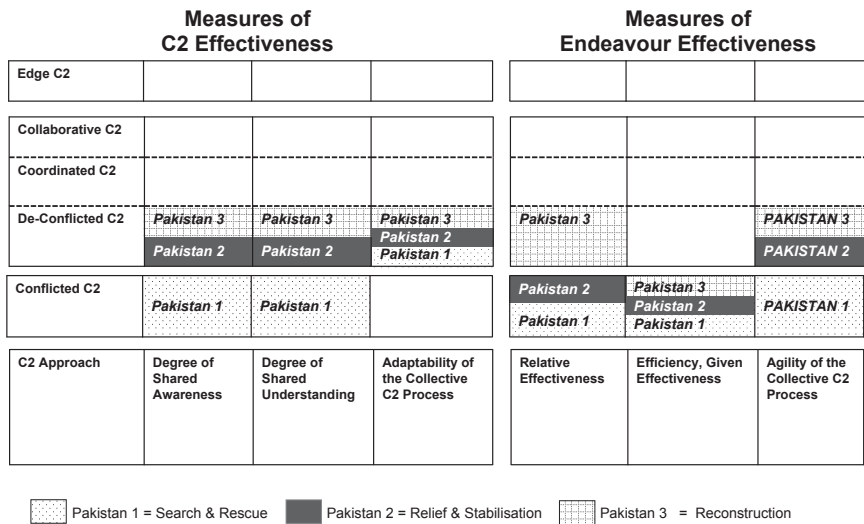 Measures of
C2 Effectiveness
Measures of
Endeavour Effectiveness
Edge C2
Collaborative C2
Coordinated C2
De-Conflicted C2
Pakistan 3
Pakistan 3
Pakistan 3
Pakistan 3
PAKISTAN 3
Pakistan 2
Pakistan 2
Pakistan 2
PAKISTAN 2
Pakistan 1
Conflicted C2
Pakistan 1
Pakistan 1
Pakistan 2
Pakistan 1
Pakistan 3
Pakistan 2
Pakistan 1
PAKISTAN 1
C2 Approach
Degree of
Shared
Awareness
Degree of
Shared
Understanding
Adaptability of
the Collective
C2 Process
Relative
Effectiveness
Efficiency, Given
Effectiveness
Agility of the
Collective C2
Process
Pakistan 1 = Search & Rescue
Pakistan 2 = Relief & Stabilisation
Pakistan 3 = Reconstruction